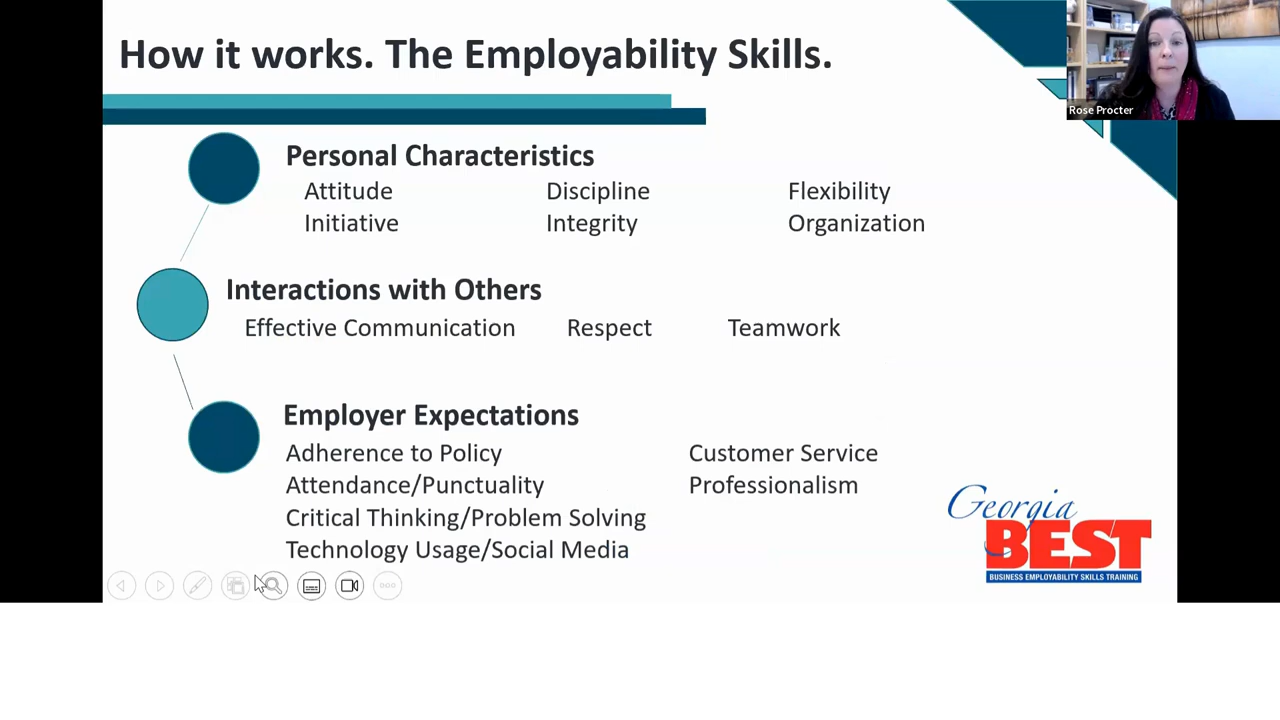 How it works. The Employability Skills.
Rose Procter
Personal Characteristics
Attitude Discipline Flexibility
Initiative Integrity Organization
Interactions with Others
Effective Communication Respect Teamwork
Employer Expectations
Adherence to Policy Customer Service
Attendance/Punctuality Professionalism
Critical Thinking/Problem Solving
Technology Usage/Social Media
Georgia
BEST
BUSINESS EMPLOYABILITY SKILLS TRAINING